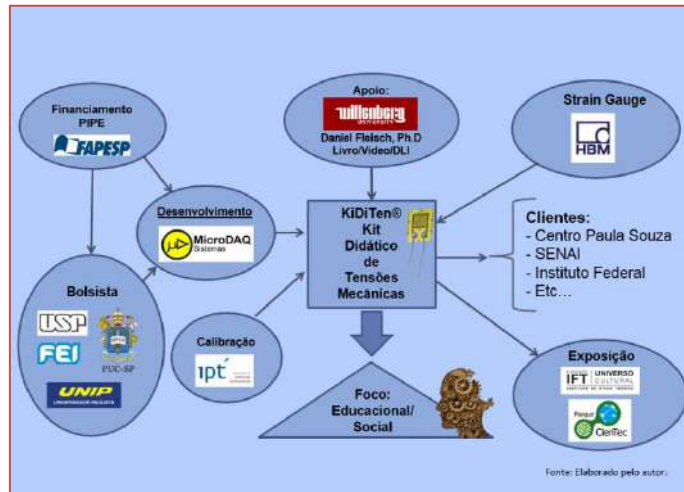 Financiamento
PIPE
FAPESP
Apoio:
Wittenberg
UNIVERSITY
Daniel Fleisch, Ph.D
Livro/Video/DLI
Strain Gauge
HBM
Desenvolvimento
MicroDAQ
Sistemas
KiDiTen®
Kit
Didático
de
Tensões
Mecânicas
Clientes:
- Centro Paula Souza
- SENAI
- Instituto Federal
- Etc...
Bolsista
USP
FEI
PUC-SP
UNIP
UNIVERSIDADE PAULISTA
Calibração
ipt
Foco:
Educacional/
Social
Exposição
IFT
UNIVERSO
CULTURAL
Parque
CienTec
Fonte: Elaborado pelo autor.